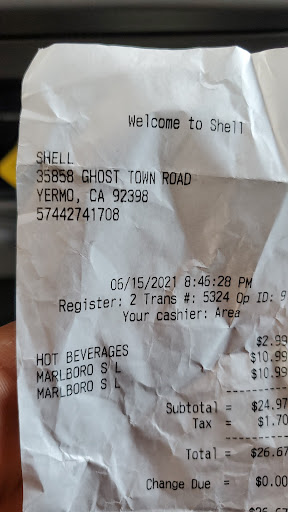 Welcome to Shell
SHELL
35858 GHOST TOWN ROAD
YERMO, CA 92398
57442741708
06/15/2021 8:46:28 PM
Register: 2 Trans #: 5324 Op ID: 9
Your cashier: Area
HOT BEVERAGES $2.99
MARLBORO S L $10.99
MARLBORO S L $10.99
Subtotal = $24.97
Tax = $1.70
Total = $26.67
Change Due = $0.00